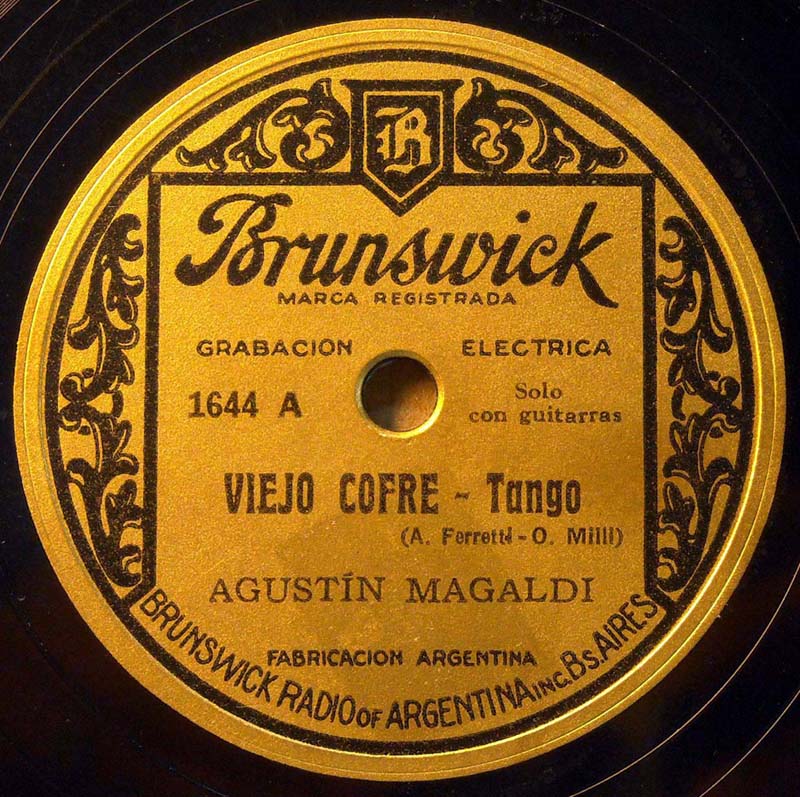 B
Brunswick
MARCA REGISTRADA
GRABACION ELECTRICA
1644 A
Solo
con guitarras
VIEJO COFRE - Tango
(A. Ferretti - O. Milli)
AGUSTÍN MAGALDI
FABRICACION ARGENTINA
BRUNSWICK RADIO OF ARGENTINA INC. Bs. AIRES